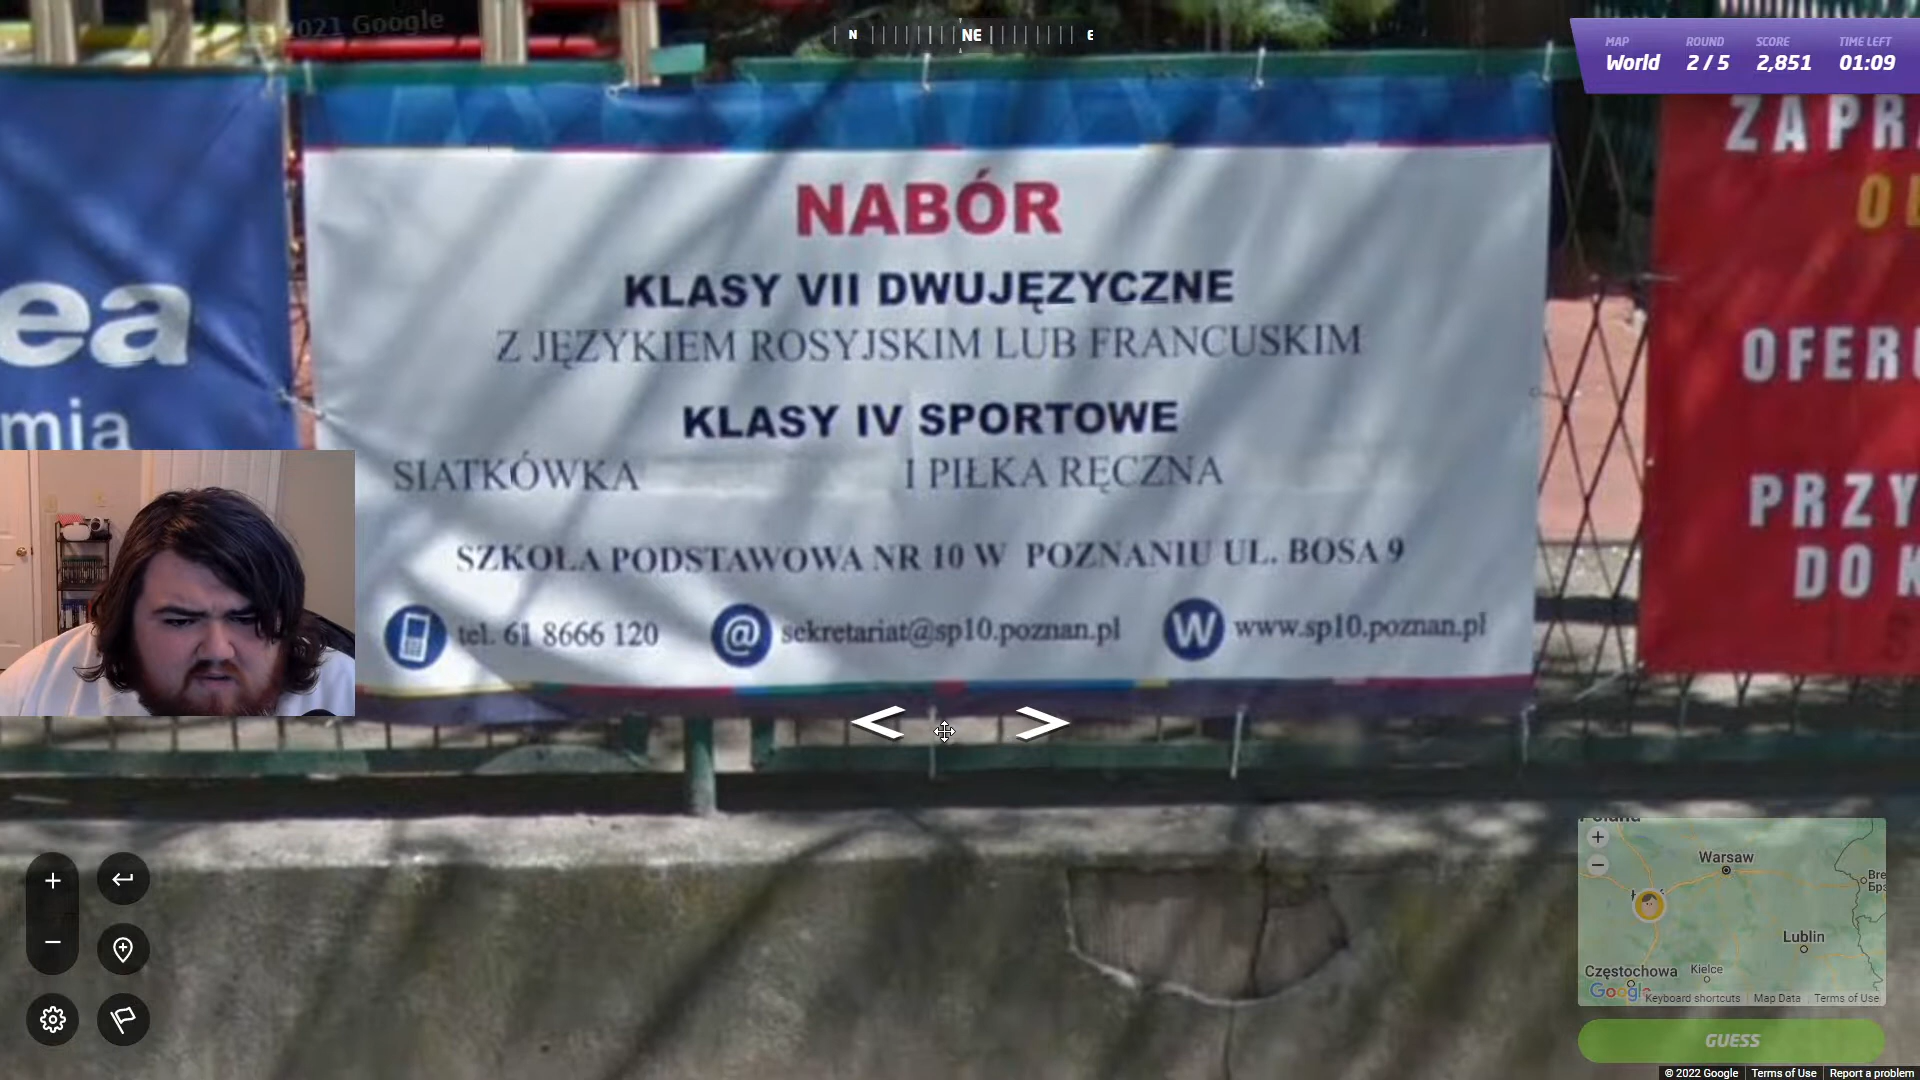 2021 Google
N NE E
MAP ROUND SCORE TIME LEFT
World 2 / 5 2,851 01:09
ea
mia
NABÓR
KLASY VII DWUJĘZYCZNE
Z JĘZYKIEM ROSYJSKIM LUB FRANCUSKIM
KLASY IV SPORTOWE
SIATKÓWKA I PIŁKA RĘCZNA
SZKOŁA PODSTAWOWA NR 10 W POZNANIU UL. BOSA 9
tel. 61 8666 120 @ sekretariat@sp10.poznan.pl W www.sp10.poznan.pl
ZAPR
O
OFER
PRZY
DO K
< >
Poland
Warsaw
Lublin
Częstochowa
Kielce
Google
Keyboard shortcuts Map Data Terms of Use
GUESS
© 2022 Google Terms of Use Report a problem